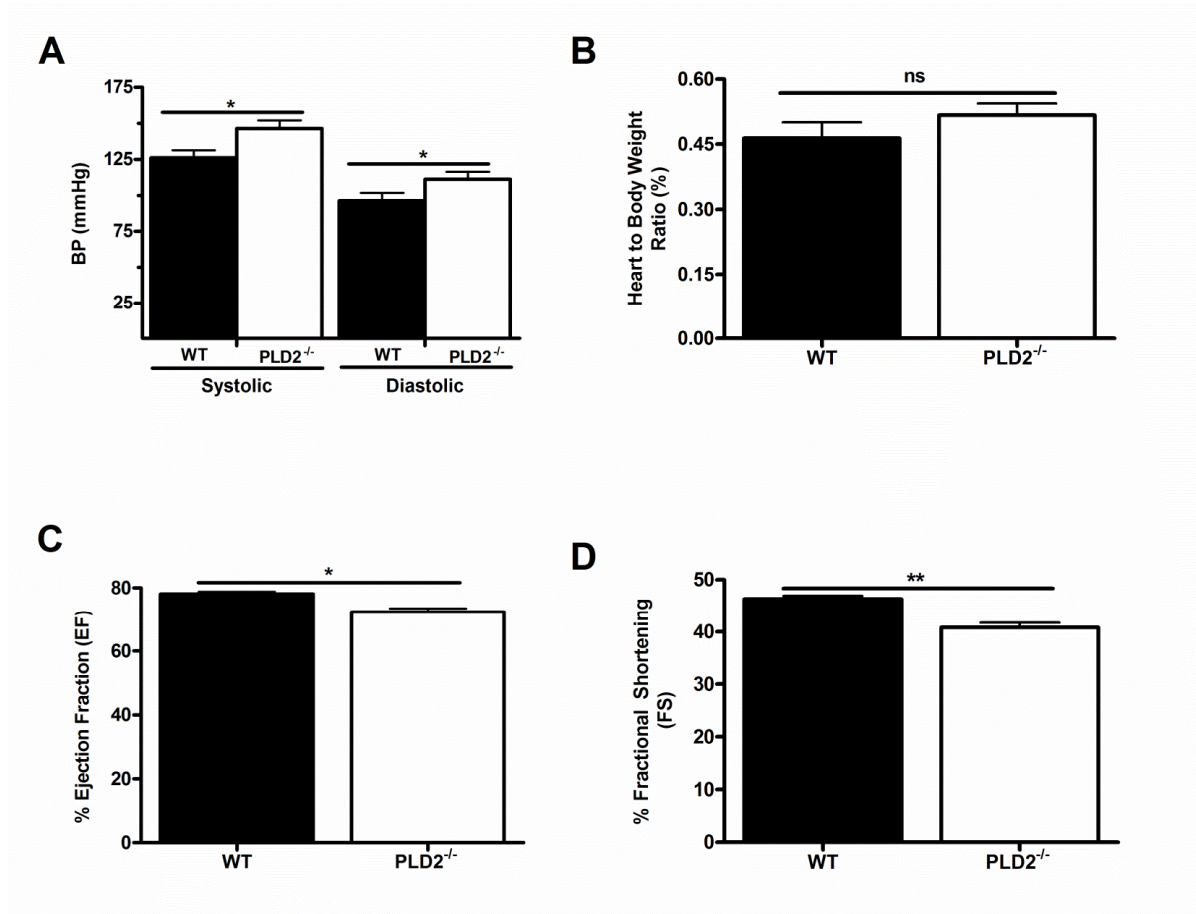 A
BP (mmHg)
175
125
75
25
*
*
WT
PLD2-/-
WT
PLD2-/-
Systolic
Diastolic
B
Heart to Body Weight
Ratio (%)
0.60
0.45
0.30
0.15
0.00
ns
WT
PLD2-/-
C
% Ejection Fraction (EF)
80
60
40
20
0
*
WT
PLD2-/-
D
% Fractional Shortening
(FS)
50
40
30
20
10
0
**
WT
PLD2-/-